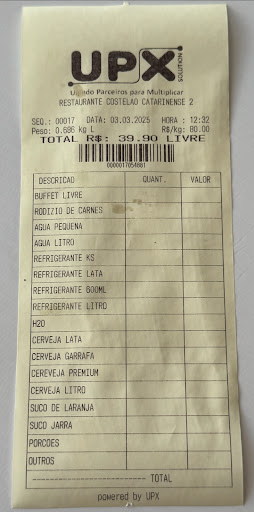 UPX
SOLUTION
Unindo Parceiros para Multiplicar
RESTAURANTE COSTELAO CATARINENSE 2
SEQ.: 00017 DATA: 03.03.2025 HORA : 12:32
Peso: 0.686 kg L R$/kg: 80.00
TOTAL R$: 39.90 LIVRE
0000017054881
DESCRICAO QUANT. VALOR
BUFFET LIVRE
RODIZIO DE CARNES
AGUA PEQUENA
AGUA LITRO
REFRIGERANTE KS
REFRIGERANTE LATA
REFRIGERANTE 600ML
REFRIGERANTE LITRO
H2O
CERVEJA LATA
CERVEJA GARRAFA
CEREVEJA PREMIUM
CERVEJA LITRO
SUCO DE LARANJA
SUCO JARRA
PORCOES
OUTROS
------------------------ TOTAL
powered by UPX